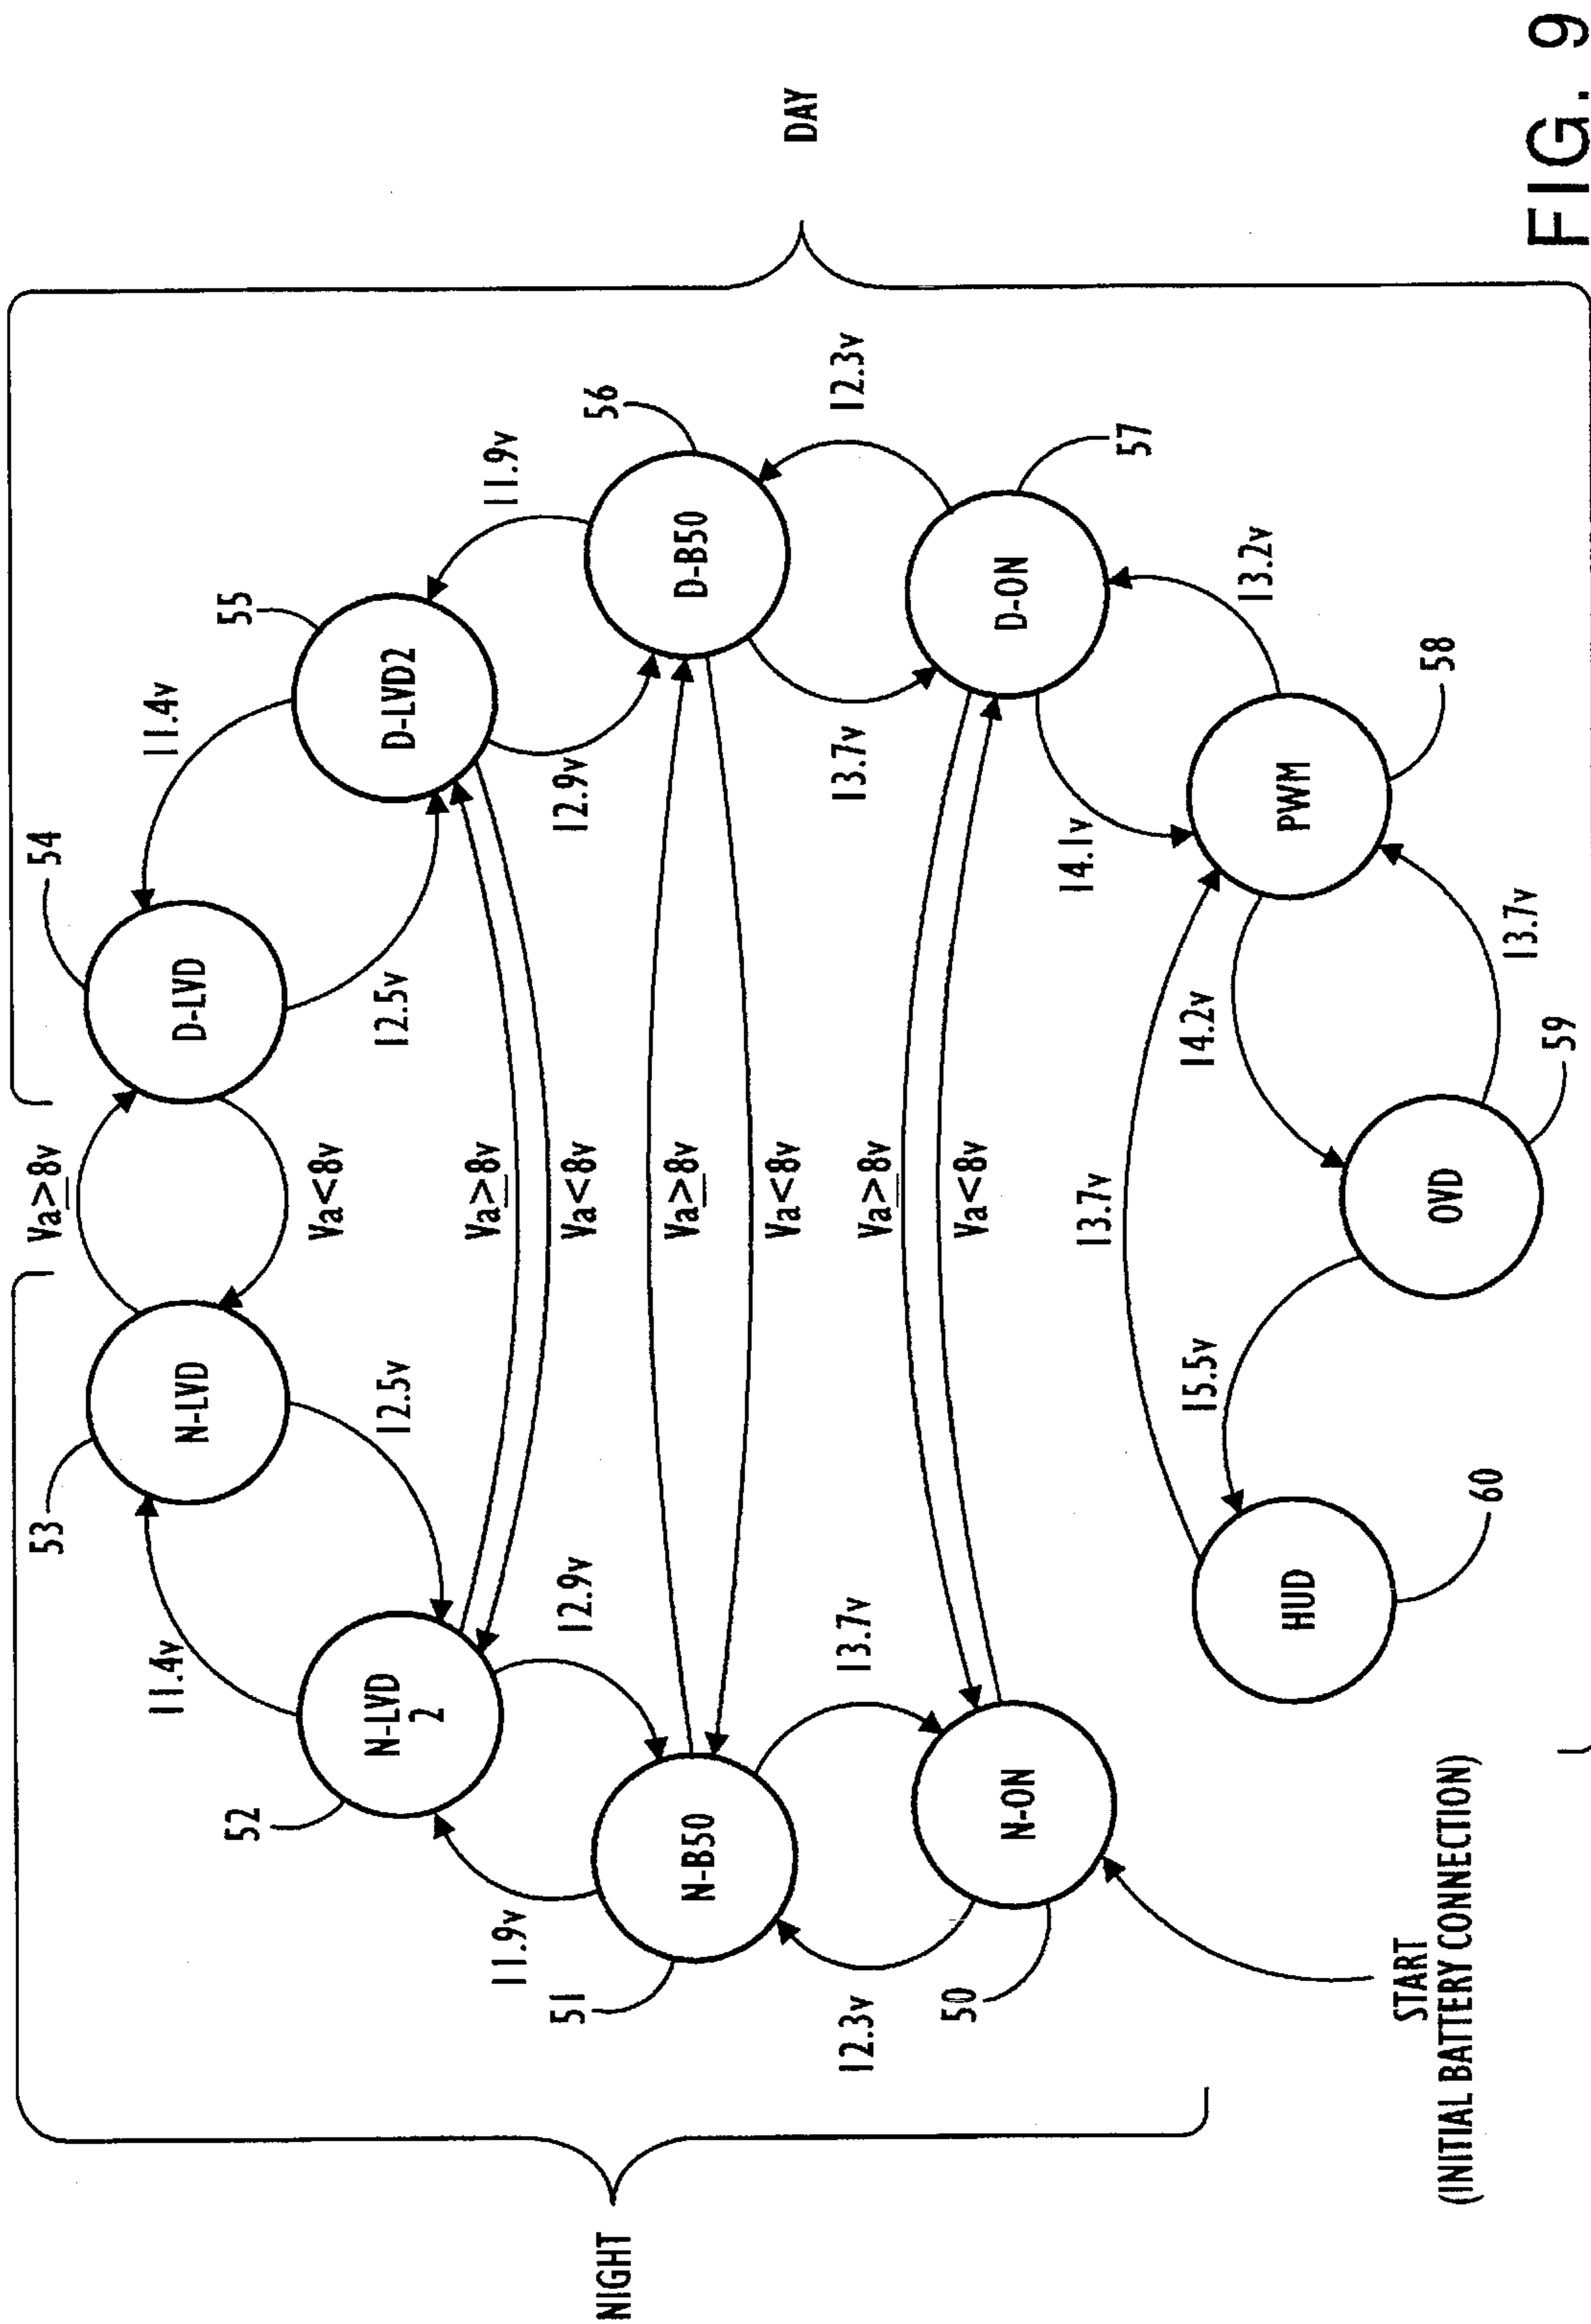 NIGHT
DAY
53
54
Va≥8v
N-LVD
D-LVD
11.4v
Va<8v
11.4v
52
55
12.5v
12.5v
N-LVD
2
Va≥8v
D-LVD2
11.9v
Va<8v
11.9v
51
12.9v
12.9v
56
N-B50
Va≥8v
D-B50
Va<8v
12.3v
13.7v
13.7v
12.3v
50
Va≥8v
57
N-ON
Va<8v
D-ON
14.1v
13.7v
13.2v
15.5v
14.2v
HUD
PWM
58
START
(INITIAL BATTERY CONNECTION)
60
OVD
13.7v
59
FIG. 9